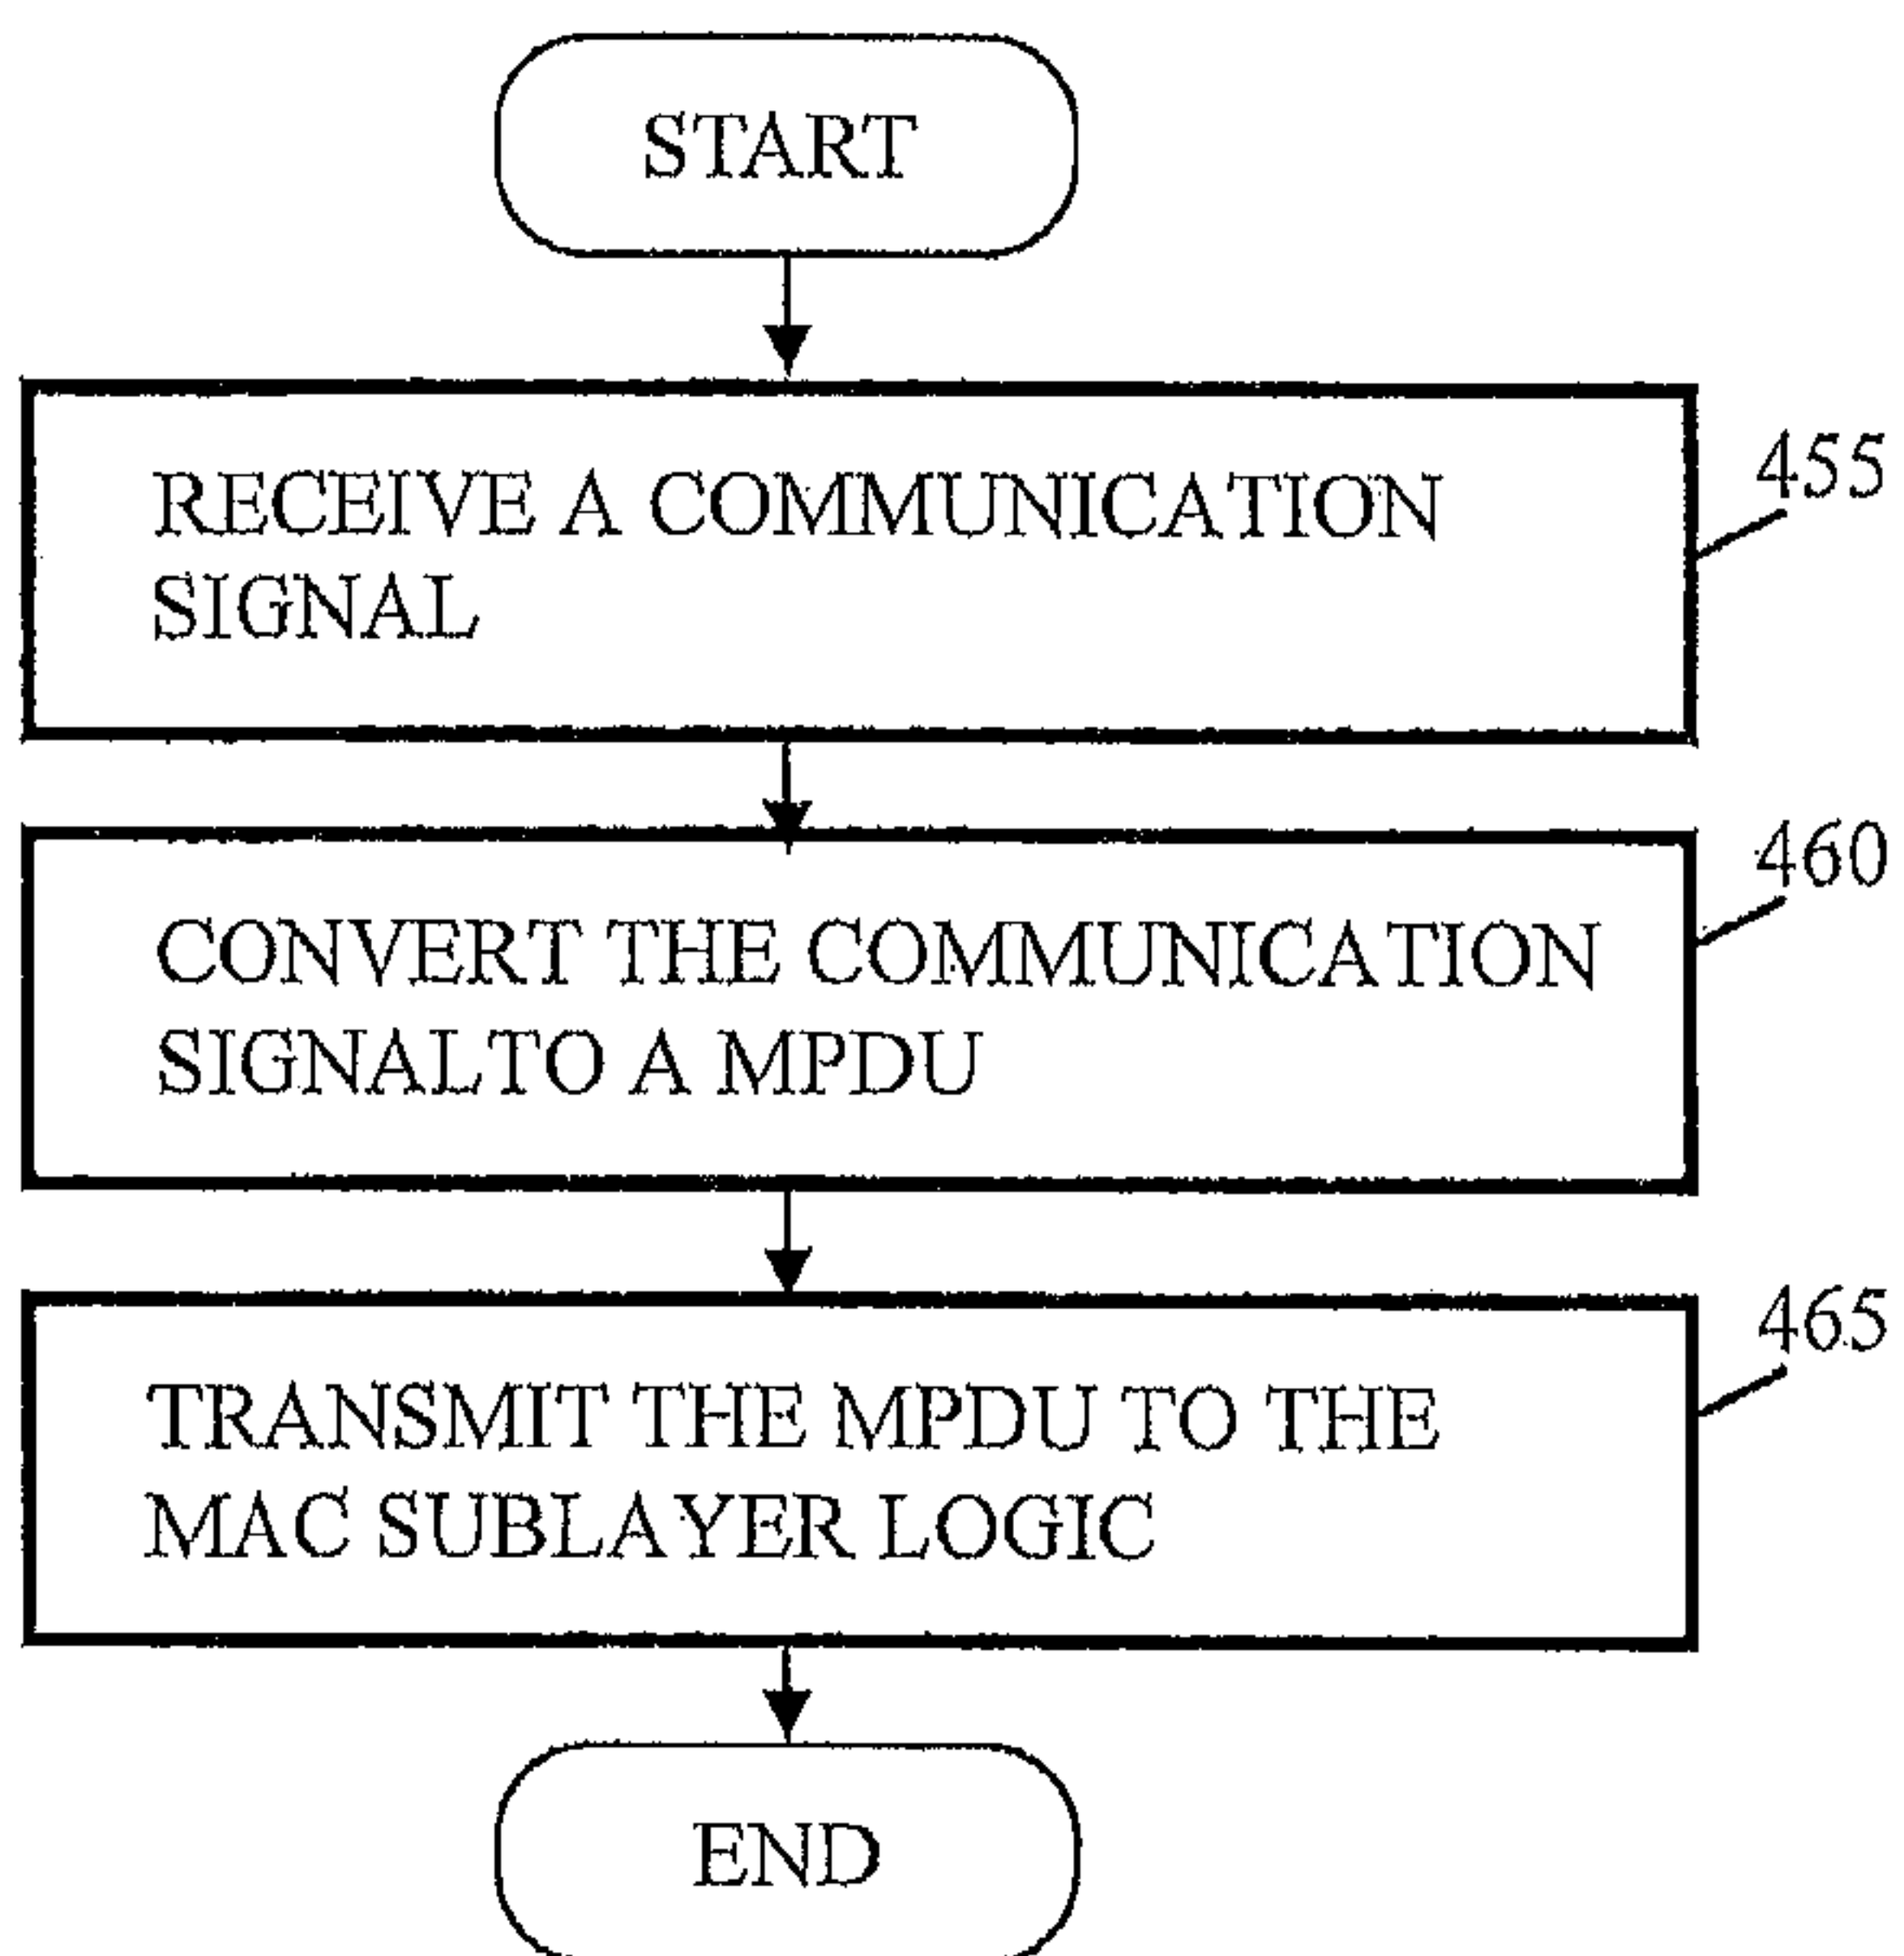 START
RECEIVE A COMMUNICATION
SIGNAL
455
CONVERT THE COMMUNICATION
SIGNALTO A MPDU
460
TRANSMIT THE MPDU TO THE
MAC SUBLAYER LOGIC
465
END